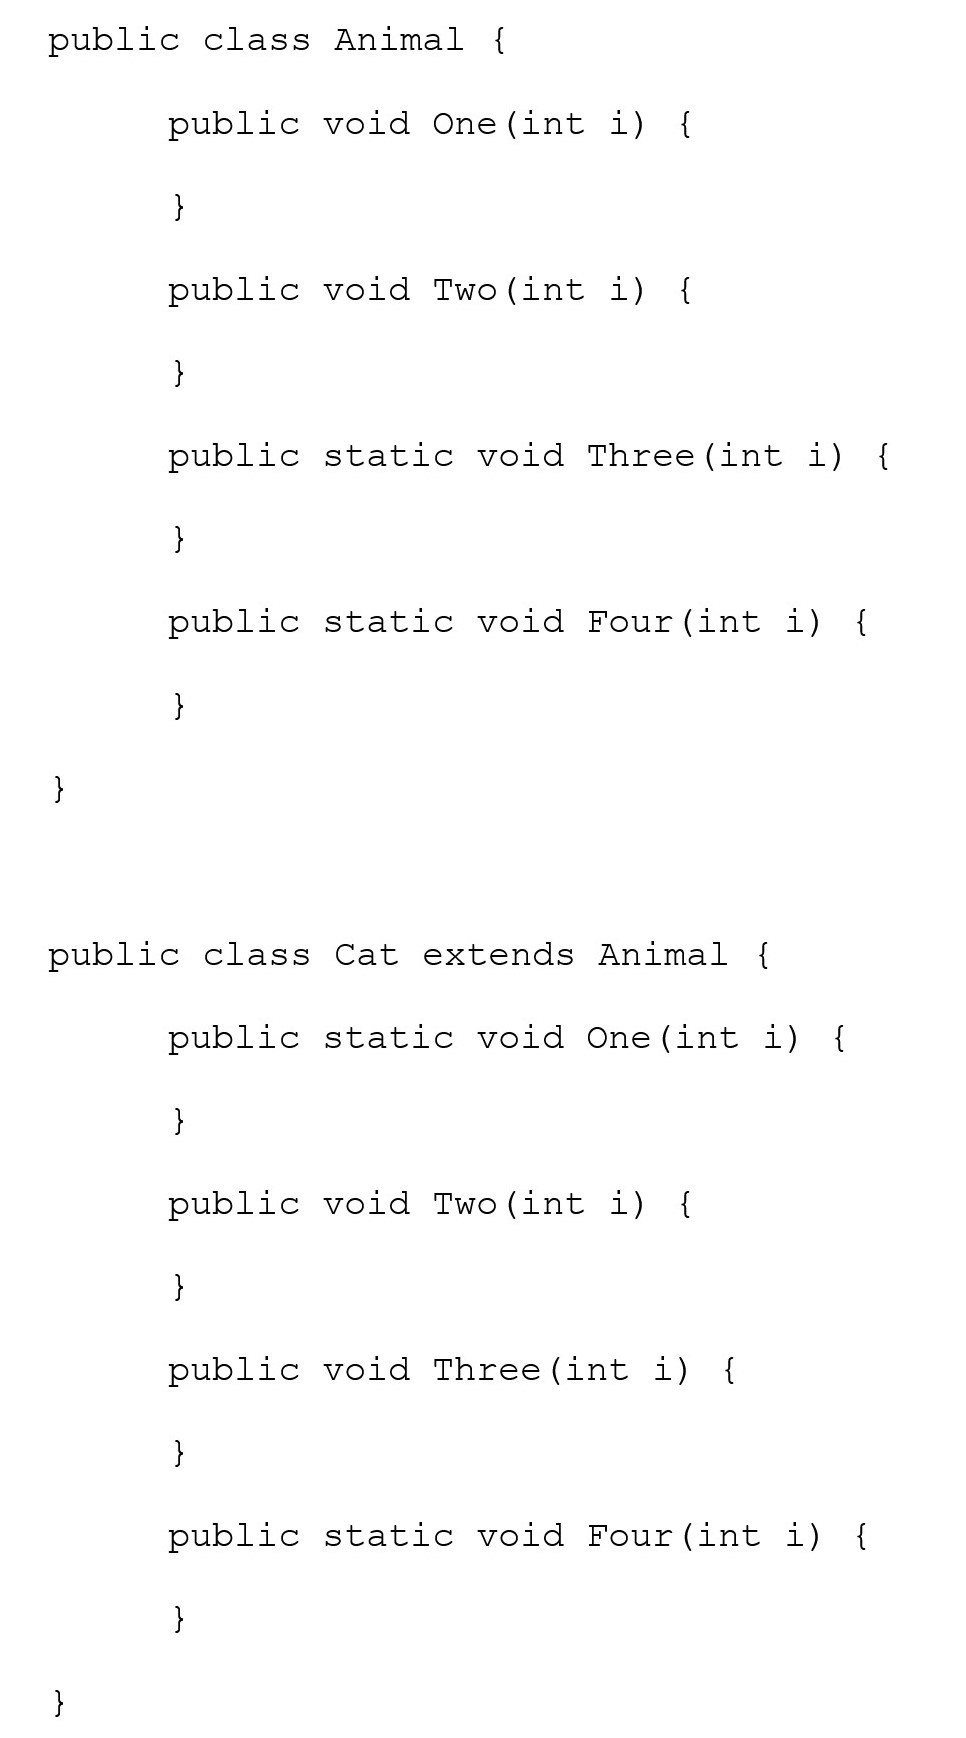 public class Animal {
public void One(int i) {
}
public void Two(int i) {
}
public static void Three(int i) {
}
public static void Four(int i) {
}
}
public class Cat extends Animal {
public static void One(int i) {
}
public void Two(int i) {
}
public void Three(int i) {
}
public static void Four(int i) {
}
}